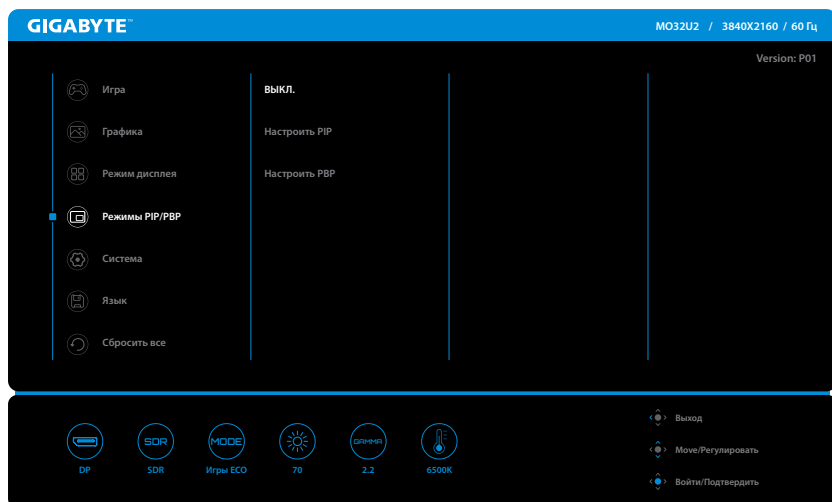 GIGABYTE™
MO32U2 / 3840X2160 / 60 Гц
Version: P01
Игра
Графика
Режим дисплея
Режимы PIP/PBP
Система
Язык
Сбросить все
ВЫКЛ.
Настроить PIP
Настроить PBP
SDR
MODE
GAMMA
DP
SDR
Игры ECO
70
2.2
6500K
Выход
Move/Регулировать
Войти/Подтвердить